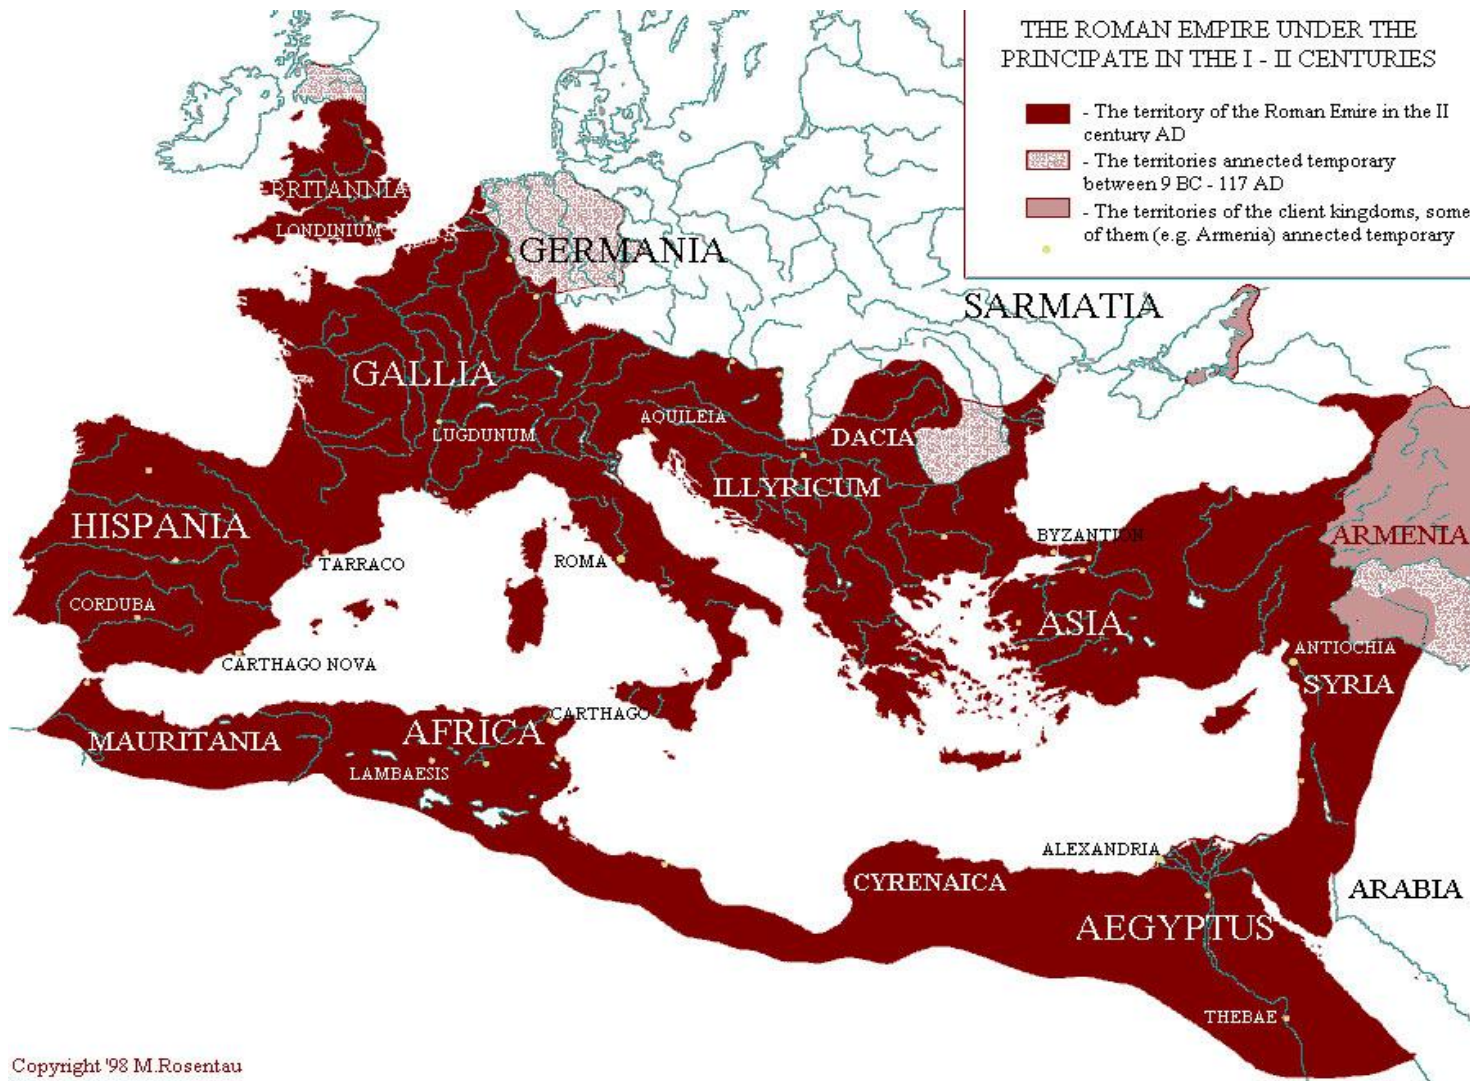 THE ROMAN EMPIRE UNDER THE
PRINCIPATE IN THE I - II CENTURIES
- The territory of the Roman Emire in the II
century AD
- The territories annected temporary
between 9 BC - 117 AD
- The territories of the client kingdoms, some
of them (e.g. Armenia) annected temporary
BRITANNIA
LONDINIUM
GERMANIA
SARMATIA
GALLIA
LUGDUNUM
AQUILEIA
DACIA
ILLYRICUM
HISPANIA
TARRACO
ROMA
BYZANTION
ARMENIA
CORDUBA
ASIA
CARTHAGO NOVA
ANTIOCHIA
SYRIA
MAURITANIA
AFRICA
CARTHAGO
LAMBAESIS
ALEXANDRIA
CYRENAICA
ARABIA
AEGYPTUS
THEBAE
Copyright '98 M.Rosentau